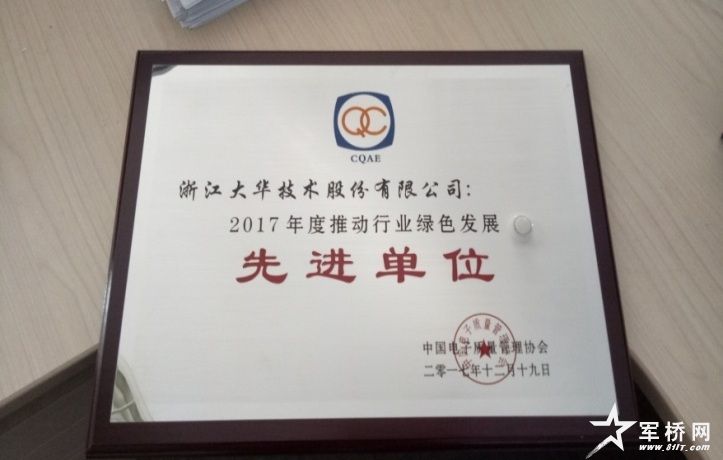 QC
CQAE
浙江大华技术股份有限公司:
2017年度推动行业绿色发展
先进单位
中国电子质量管理协会
二零一七年十二月十九日
军桥网
www.81IT.com